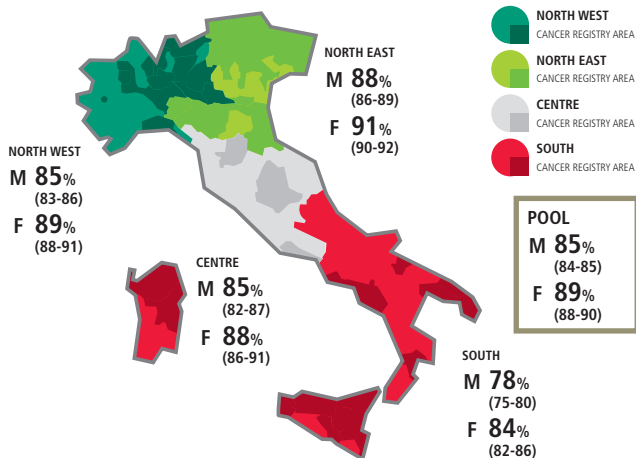 NORTH EAST
M 88%
(86-89)
F 91%
(90-92)
NORTH WEST
CANCER REGISTRY AREA
NORTH EAST
CANCER REGISTRY AREA
CENTRE
CANCER REGISTRY AREA
SOUTH
CANCER REGISTRY AREA
NORTH WEST
M 85%
(83-86)
F 89%
(88-91)
POOL
M 85%
(84-85)
F 89%
(88-90)
CENTRE
M 85%
(82-87)
F 88%
(86-91)
SOUTH
M 78%
(75-80)
F 84%
(82-86)